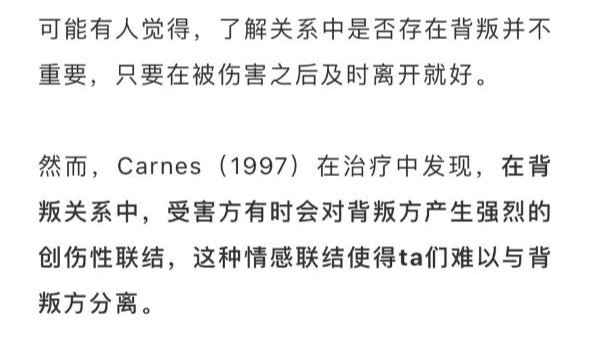 可能有人觉得，了解关系中是否存在背叛并不
重要，只要在被伤害之后及时离开就好。
然而，Carnes（1997）在治疗中发现，在背
叛关系中，受害方有时会对背叛方产生强烈的
创伤性联结，这种情感联结使得ta们难以与背
叛方分离。